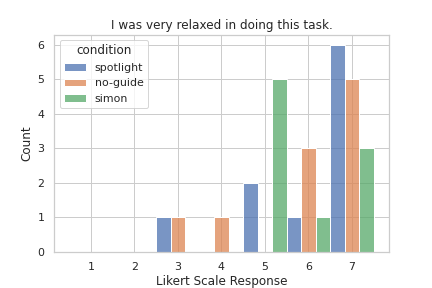 I was very relaxed in doing this task.
condition
spotlight
no-guide
simon
6
5
4
3
2
1
0
Count
1 2 3 4 5 6 7
Likert Scale Response